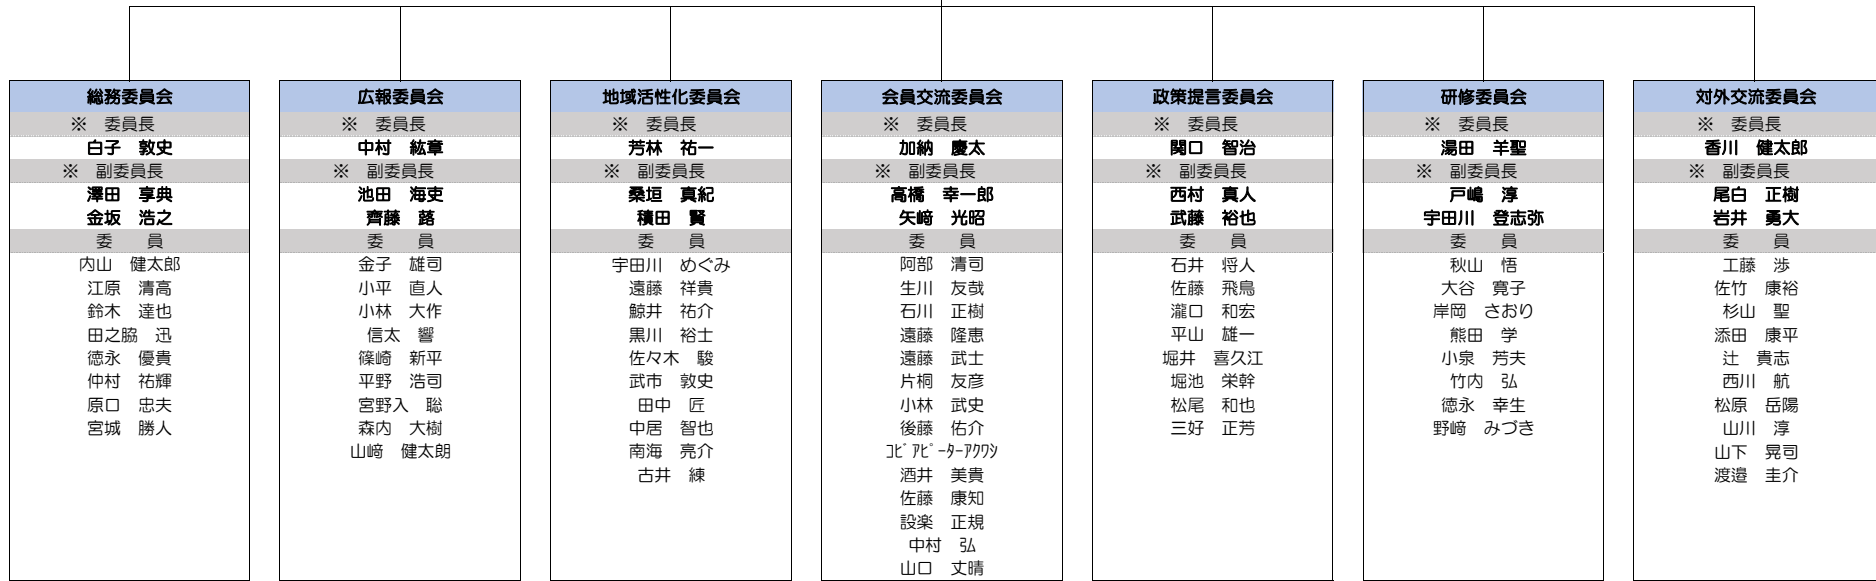 総務委員会
※　委員長
白子　敦史
※　副委員長
澤田　享典
金坂　浩之
委　　員
内山　健太郎
江原　清高
鈴木　達也
田之脇　迅
徳永　優貴
仲村　祐輝
原口　忠夫
宮城　勝人
広報委員会
※　委員長
中村　紘章
※　副委員長
池田　海吏
齊藤　蕗
委　　員
金子　雄司
小平　直人
小林　大作
信太　響
篠崎　新平
平野　浩司
宮野入　聡
森内　大樹
山﨑　健太朗
地域活性化委員会
※　委員長
芳林　祐一
※　副委員長
桑垣　真紀
積田　賢
委　　員
宇田川　めぐみ
遠藤　祥貴
鯨井　祐介
黒川　裕士
佐々木　駿
武市　敦史
田中　匠
中居　智也
南海　亮介
古井　練
会員交流委員会
※　委員長
加納　慶太
※　副委員長
高橋　幸一郎
矢﨑　光昭
委　　員
阿部　清司
生川　友哉
石川　正樹
遠藤　隆恵
遠藤　武士
片桐　友彦
小林　武史
後藤　佑介
ｺﾋﾞｱﾋﾟｰﾀｰｱｸﾜｼ
酒井　美貴
佐藤　康知
設楽　正規
中村　弘
山口　丈晴
政策提言委員会
※　委員長
関口　智治
※　副委員長
西村　真人
武藤　裕也
委　　員
石井　将人
佐藤　飛鳥
瀧口　和宏
平山　雄一
堀井　喜久江
堀池　栄幹
松尾　和也
三好　正芳
研修委員会
※　委員長
湯田　羊聖
※　副委員長
戸嶋　淳
宇田川　登志弥
委　　員
秋山　悟
大谷　寛子
岸岡　さおり
熊田　学
小泉　芳夫
竹内　弘
徳永　幸生
野﨑　みづき
対外交流委員会
※　委員長
香川　健太郎
※　副委員長
尾白　正樹
岩井　勇大
委　　員
工藤　渉
佐竹　康裕
杉山　聖
添田　康平
辻　貴志
西川　航
松原　岳陽
山川　淳
山下　晃司
渡邉　圭介